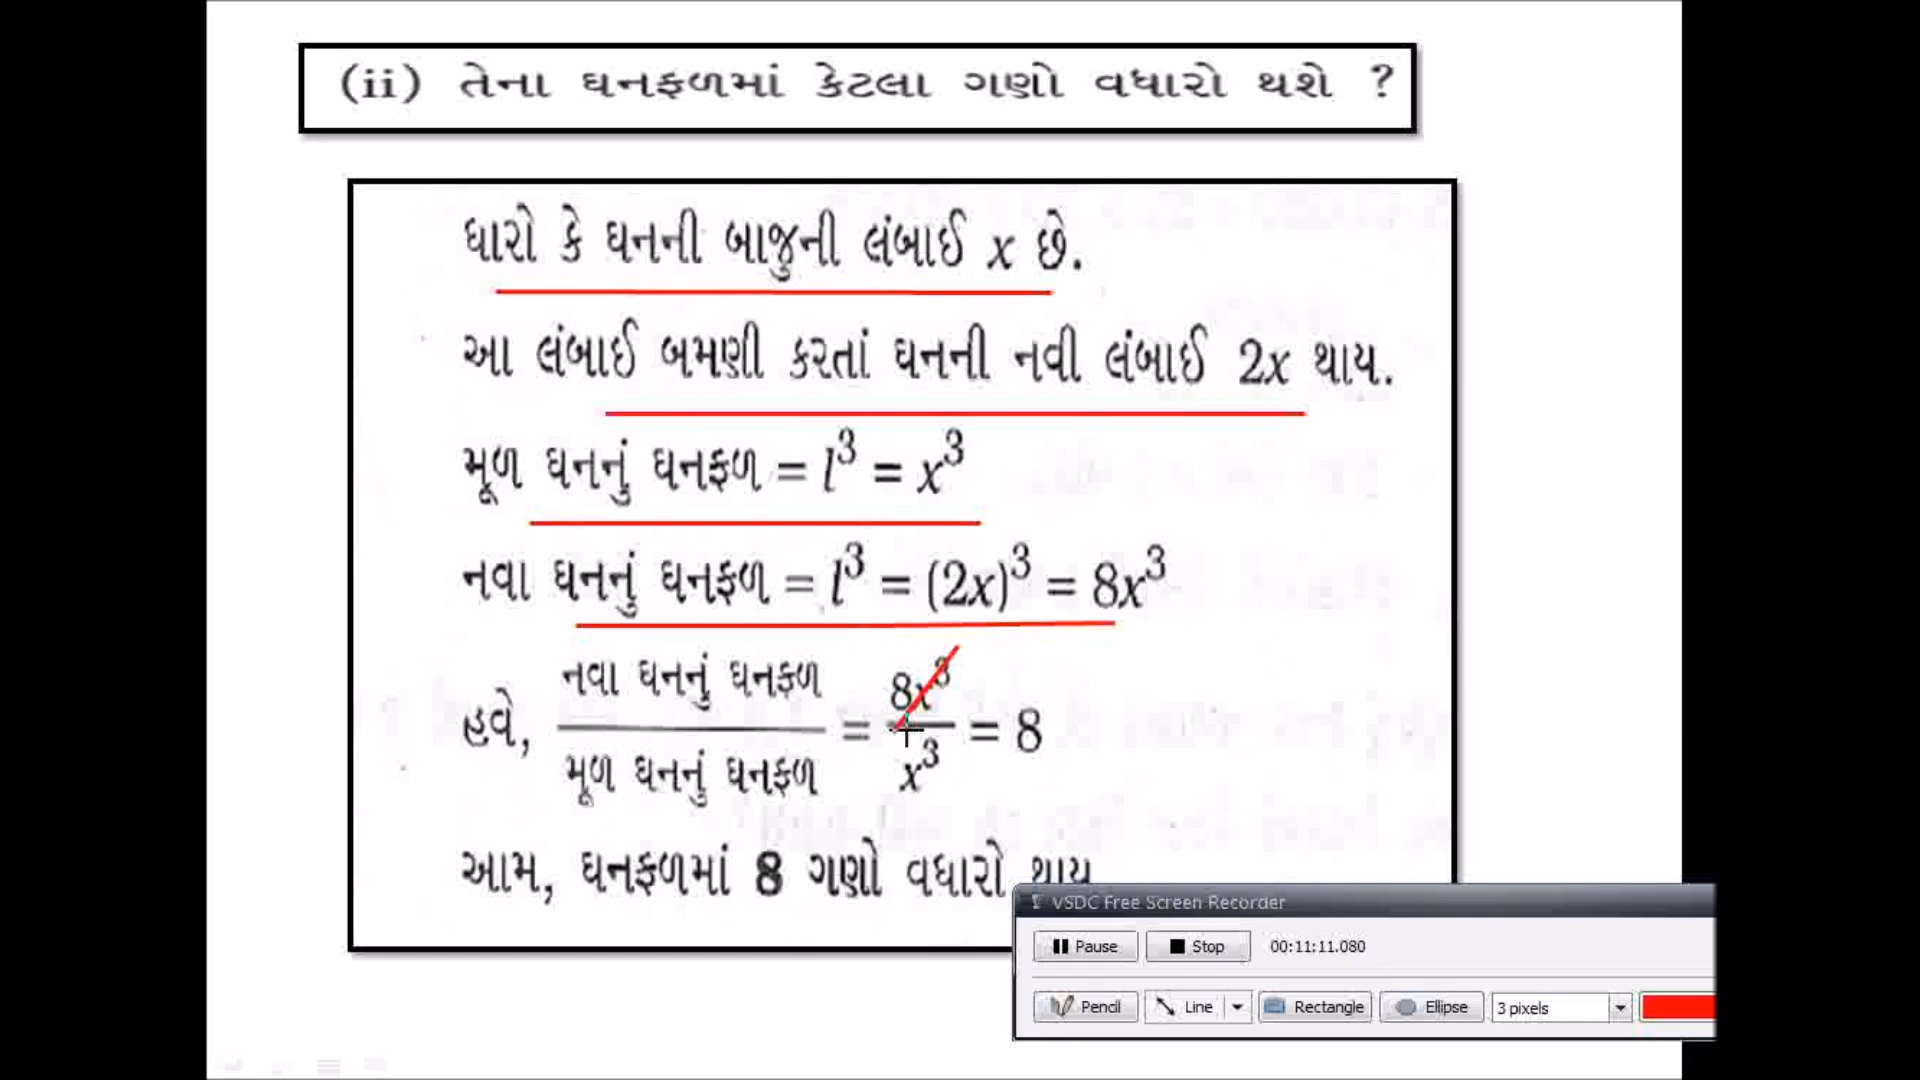 (ii) તેના ઘનફળમાં કેટલા ગણો વધારો થશે ?
ધારો કે ઘનની બાજુની લંબાઈ x છે.
આ લંબાઈ બમણી કરતાં ઘનની નવી લંબાઈ 2x થાય.
મૂળ ઘનનું ઘનફળ = l³ = x³
નવા ઘનનું ઘનફળ = l³ = (2x)³ = 8x³
હવે, નવા ઘનનું ઘનફળ / મૂળ ઘનનું ઘનફળ = 8x³ / x³ = 8
આમ, ઘનફળમાં 8 ગણો વધારો થાય
VSDC Free Screen Recorder
Pause Stop 00:11:11.080
Pencil Line Rectangle Ellipse 3 pixels